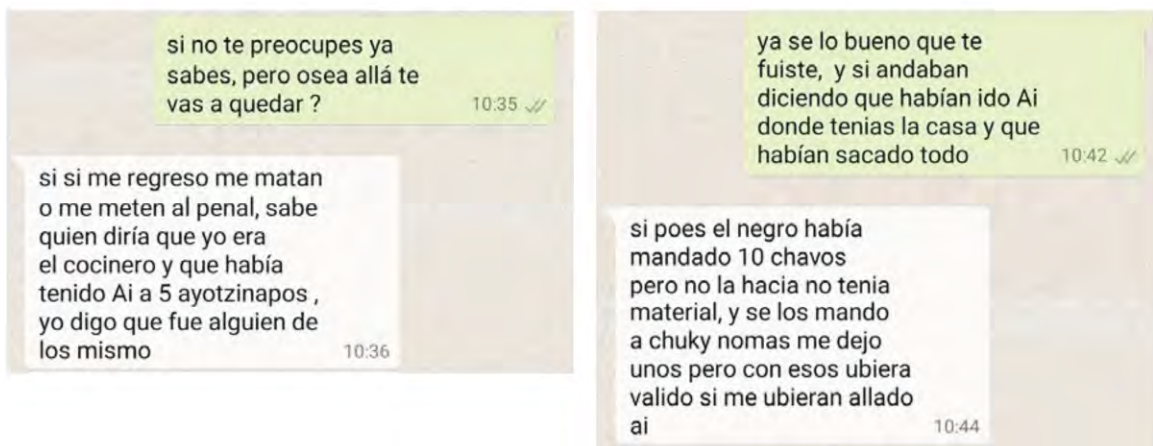 si no te preocupes ya
sabes, pero osea allá te
vas a quedar ?
10:35
si si me regreso me matan
o me meten al penal, sabe
quien diría que yo era
el cocinero y que había
tenido Ai a 5 ayotzinapos ,
yo digo que fue alguien de
los mismo
10:36
ya se lo bueno que te
fuiste, y si andaban
diciendo que habían ido Ai
donde tenias la casa y que
habían sacado todo
10:42
si poes el negro había
mandado 10 chavos
pero no la hacia no tenia
material, y se los mando
a chuky nomas me dejo
unos pero con esos ubiera
valido si me ubieran allado
ai
10:44